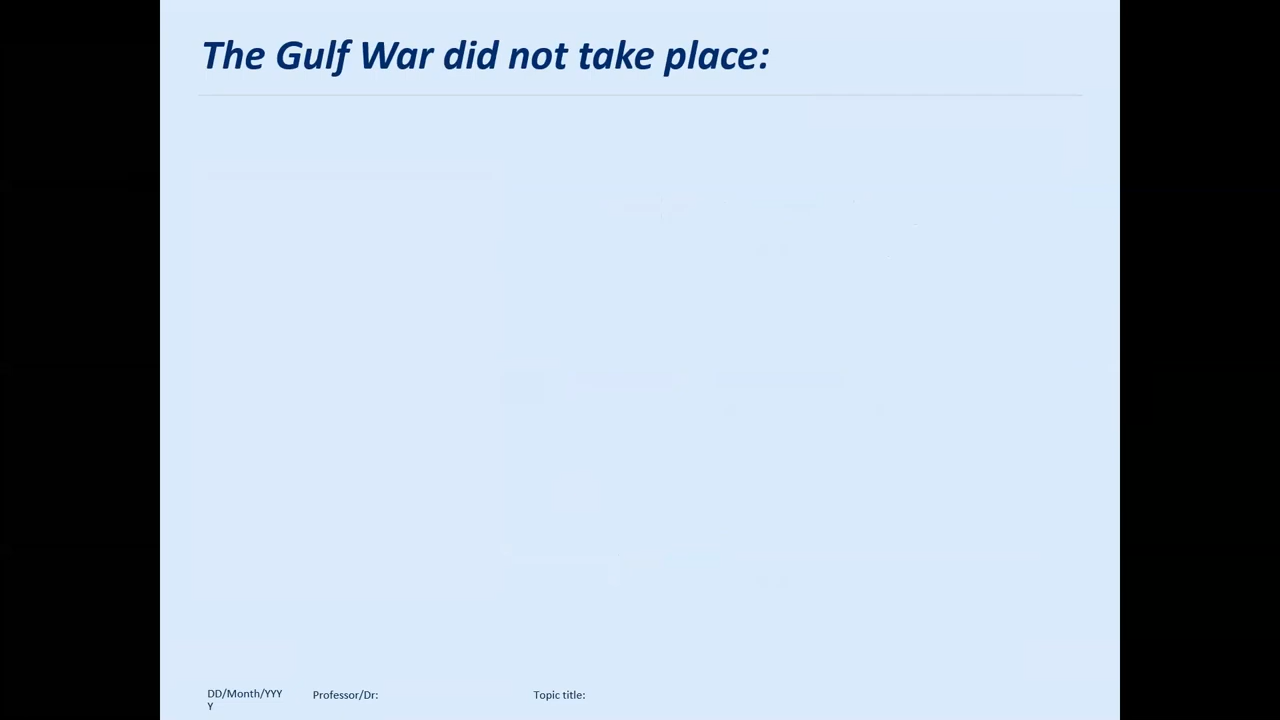 The Gulf War did not take place:
DD/Month/YYY
Y
Professor/Dr:
Topic title: